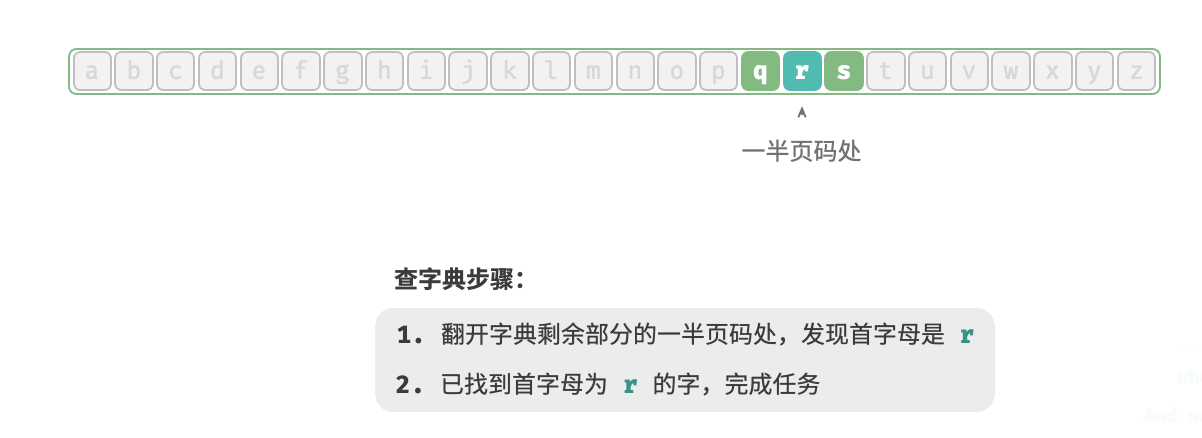 a b c d e f g h i j k l m n o p q r s t u v w x y z
一半页码处
查字典步骤：
1. 翻开字典剩余部分的一半页码处，发现首字母是 r
2. 已找到首字母为 r 的字，完成任务